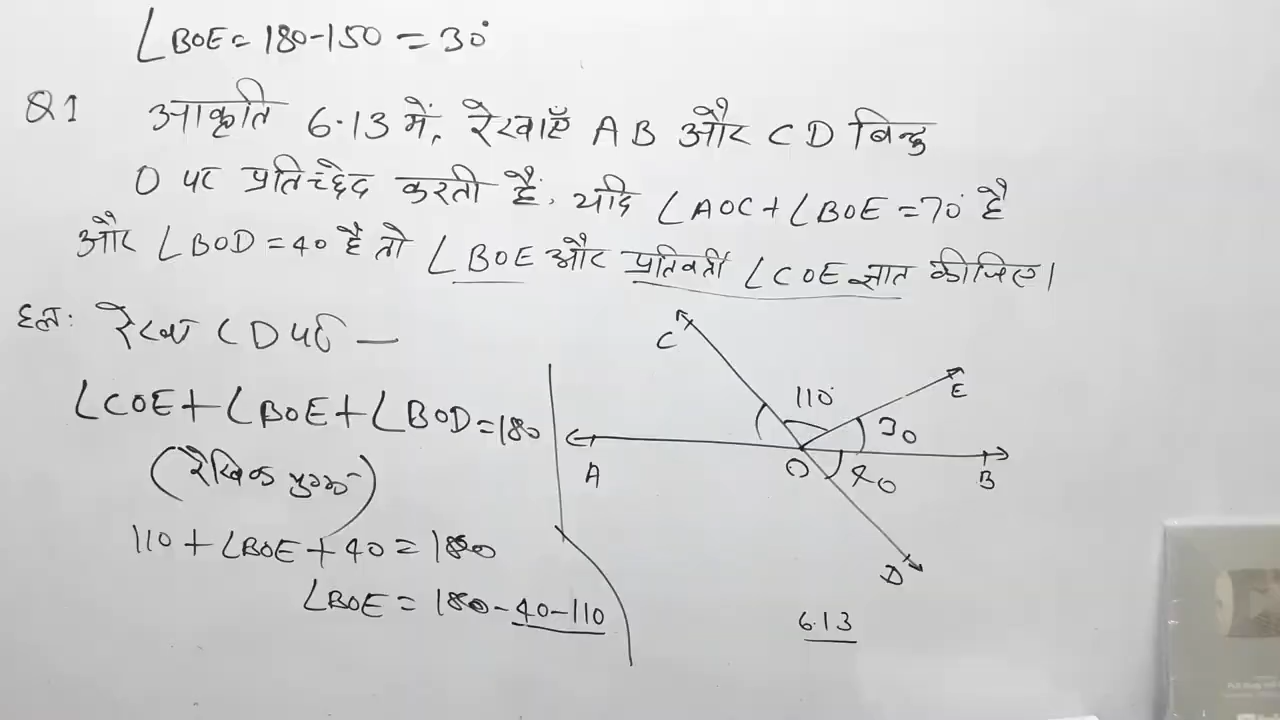 ∠BOE = 180-150 = 30°
Q1 आकृति 6.13 में, रेखाएँ AB और CD बिन्दु
O पर प्रतिच्छेद करती हैं, यदि ∠AOC + ∠BOE = 70° है
और ∠BOD = 40 है तो ∠BOE और प्रतिवर्ती ∠COE ज्ञात कीजिए।
हल: रेखा CD पर —
∠COE + ∠BOE + ∠BOD = 180
(रैखिक युग्म)
110 + ∠BOE + 40 = 180
∠BOE = 180 - 40 - 110
C
110°
E
30
A
O
40
B
D
6.13